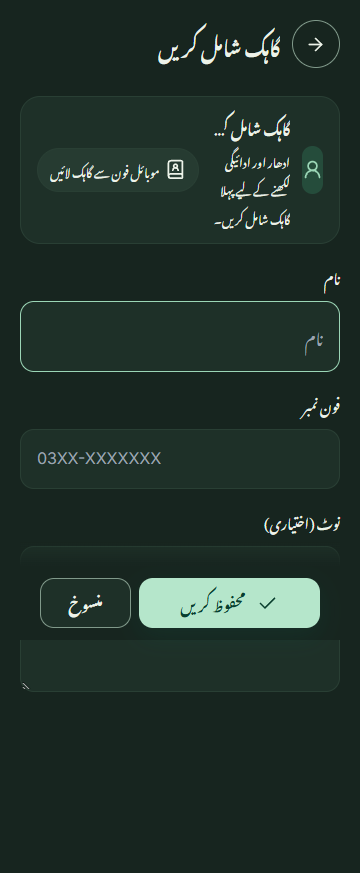 گاہک شامل کریں
گاہک شامل کر...
ادھار اور ادائیگی
لکھنے کے لیے پہلا
گاہک شامل کریں۔
موبائل فون سے گاہک لائیں
نام
نام
فون نمبر
03XX-XXXXXXX
نوٹ (اختیاری)
محفوظ کریں
منسوخ